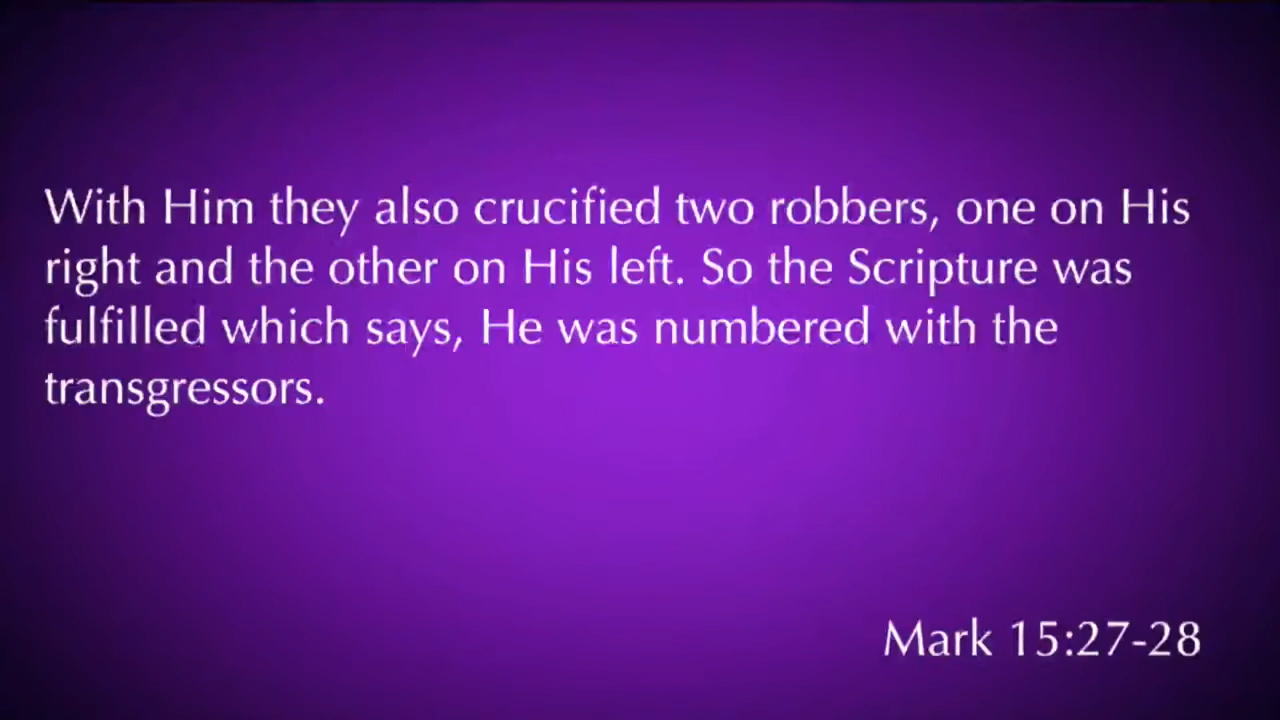 With Him they also crucified two robbers, one on His
right and the other on His left. So the Scripture was
fulfilled which says, He was numbered with the
transgressors.
Mark 15:27-28